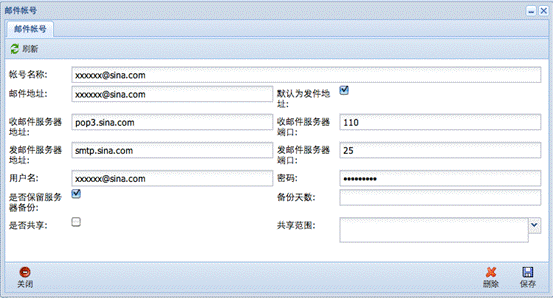 邮件帐号
邮件帐号
刷新
帐号名称: xxxxxx@sina.com
邮件地址: xxxxxx@sina.com 默认为发件地址:
收邮件服务器地址: pop3.sina.com 收邮件服务器端口: 110
发邮件服务器地址: smtp.sina.com 发邮件服务器端口: 25
用户名: xxxxxx@sina.com 密码: •••••••••
是否保留服务器备份: 备份天数:
是否共享: 共享范围:
关闭 删除 保存